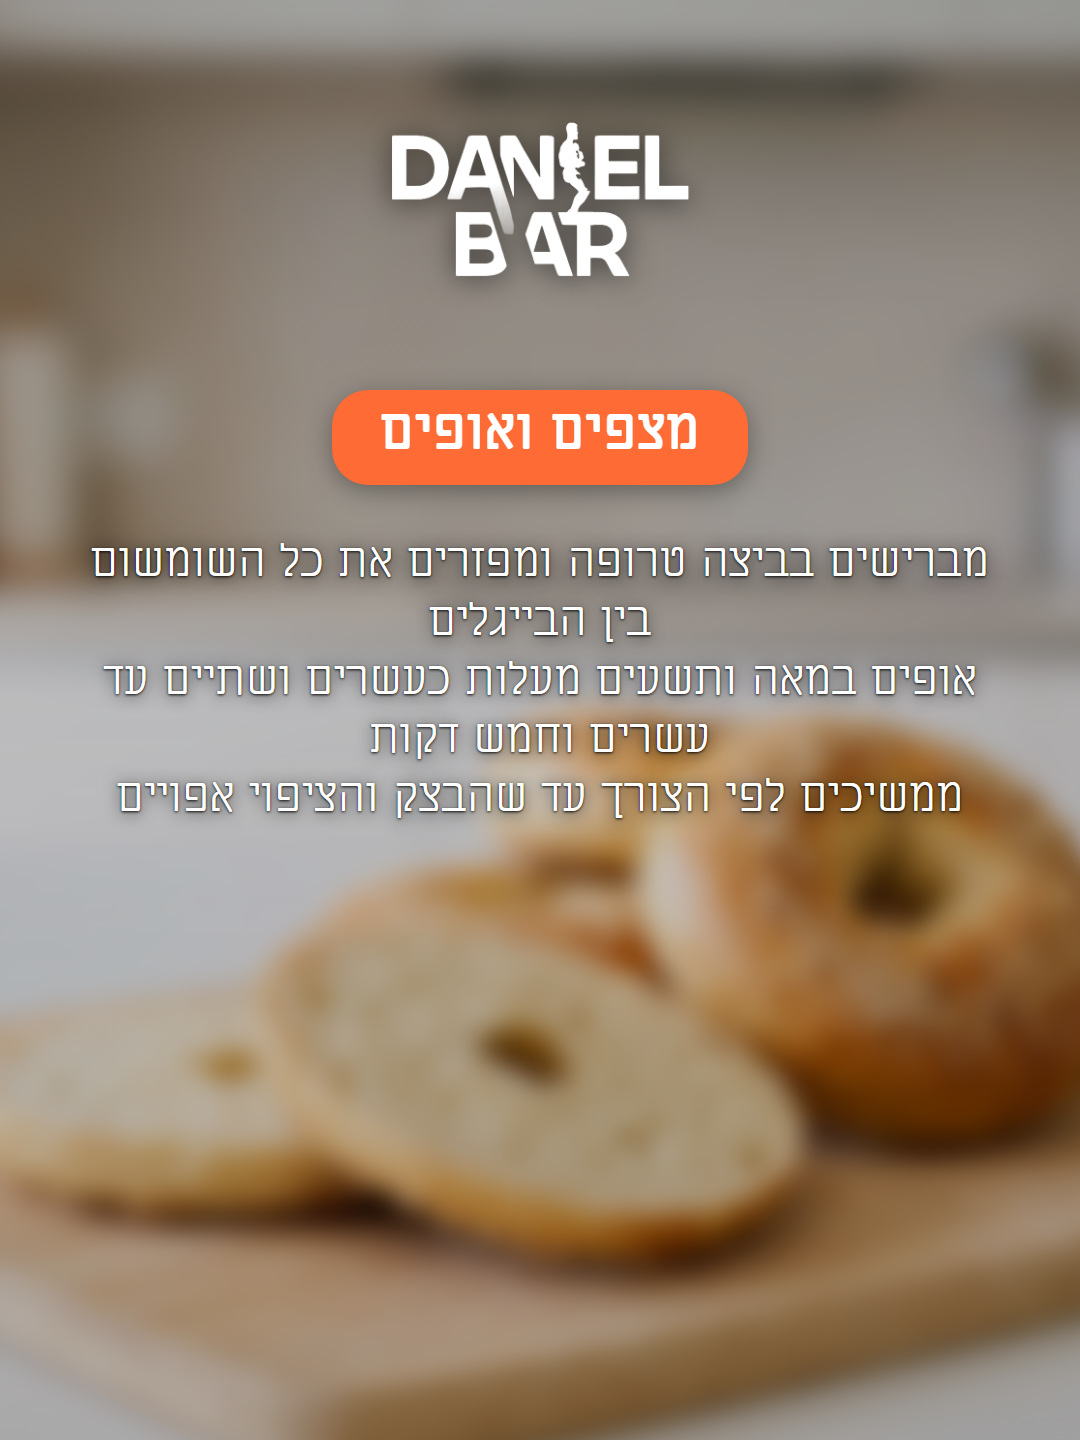 DANIEL
BAR
מצפים ואופים
מברישים בביצה טרופה ומפזרים את כל השומשום
בין הבייגלים
אופים במאה ותשעים מעלות כעשרים ושתיים עד
עשרים וחמש דקות
ממשיכים לפי הצורך עד שהבצק והציפוי אפויים